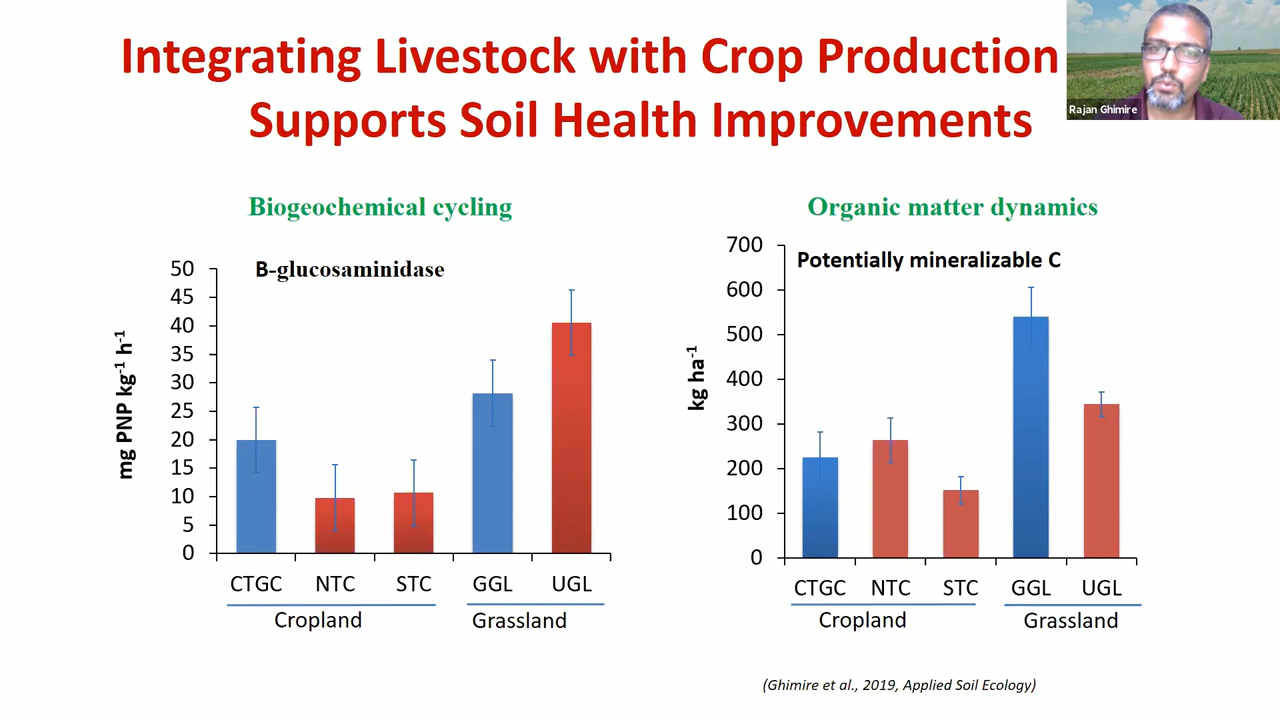 Integrating Livestock with Crop Production
Supports Soil Health Improvements
Rajan Ghimire
Biogeochemical cycling
B-glucosaminidase
mg PNP kg-1 h-1
50
45
40
35
30
25
20
15
10
5
0
CTGC NTC STC GGL UGL
Cropland Grassland
Organic matter dynamics
Potentially mineralizable C
kg ha-1
700
600
500
400
300
200
100
0
CTGC NTC STC GGL UGL
Cropland Grassland
(Ghimire et al., 2019, Applied Soil Ecology)